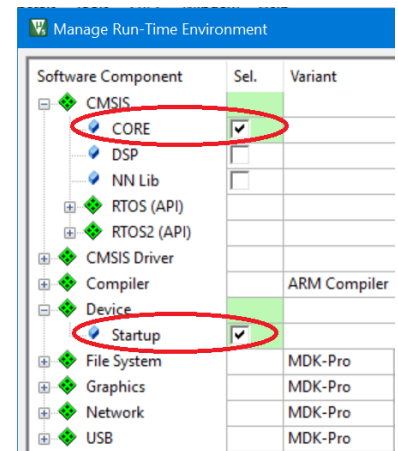 Manage Run-Time Environment
Software Component Sel. Variant
CMSIS
CORE
DSP
NN Lib
RTOS (API)
RTOS2 (API)
CMSIS Driver
Compiler ARM Compiler
Device
Startup
File System MDK-Pro
Graphics MDK-Pro
Network MDK-Pro
USB MDK-Pro